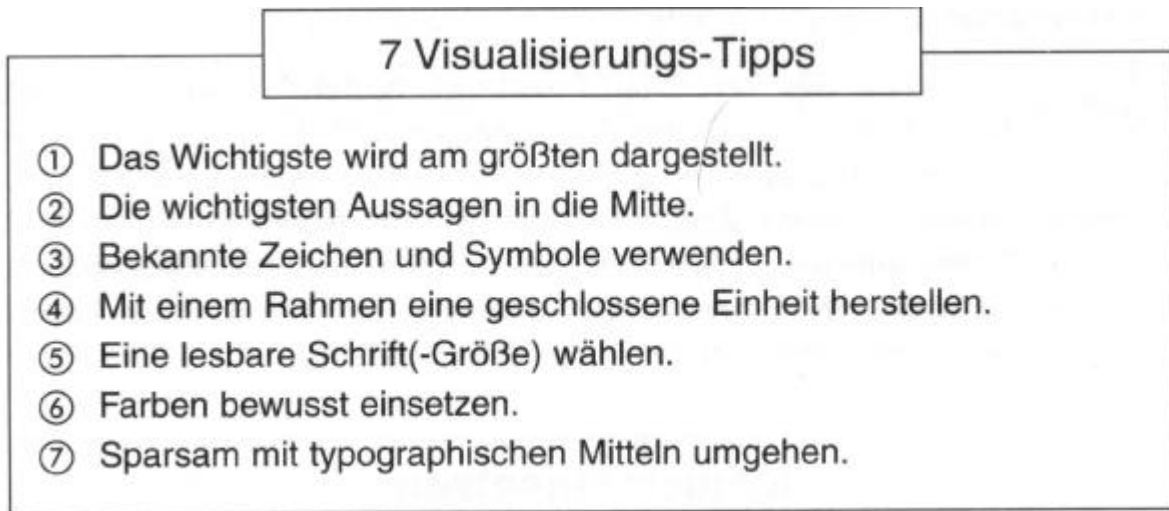 7 Visualisierungs-Tipps
① Das Wichtigste wird am größten dargestellt.
② Die wichtigsten Aussagen in die Mitte.
③ Bekannte Zeichen und Symbole verwenden.
④ Mit einem Rahmen eine geschlossene Einheit herstellen.
⑤ Eine lesbare Schrift(-Größe) wählen.
⑥ Farben bewusst einsetzen.
⑦ Sparsam mit typographischen Mitteln umgehen.